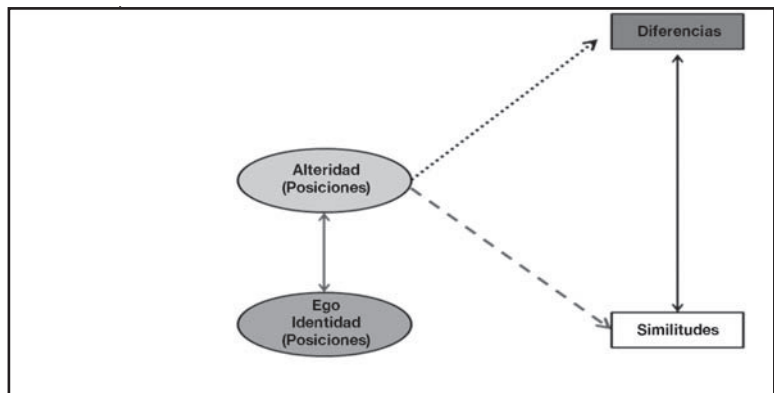 Diferencias
Alteridad
(Posiciones)
Ego
Identidad
(Posiciones)
Similitudes